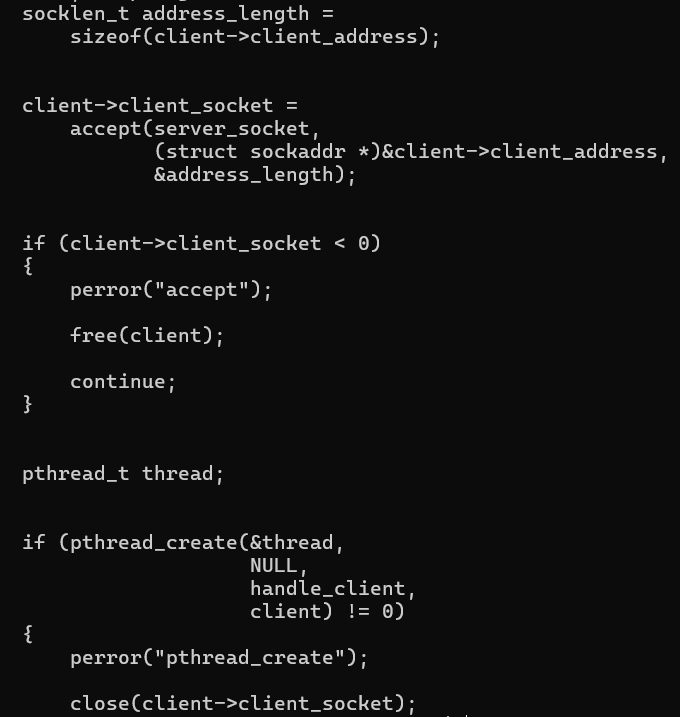 socklen_t address_length =
    sizeof(client->client_address);
client->client_socket =
    accept(server_socket,
           (struct sockaddr *)&client->client_address,
           &address_length);
if (client->client_socket < 0)
{
    perror("accept");
    free(client);
    continue;
}
pthread_t thread;
if (pthread_create(&thread,
                   NULL,
                   handle_client,
                   client) != 0)
{
    perror("pthread_create");
    close(client->client_socket);